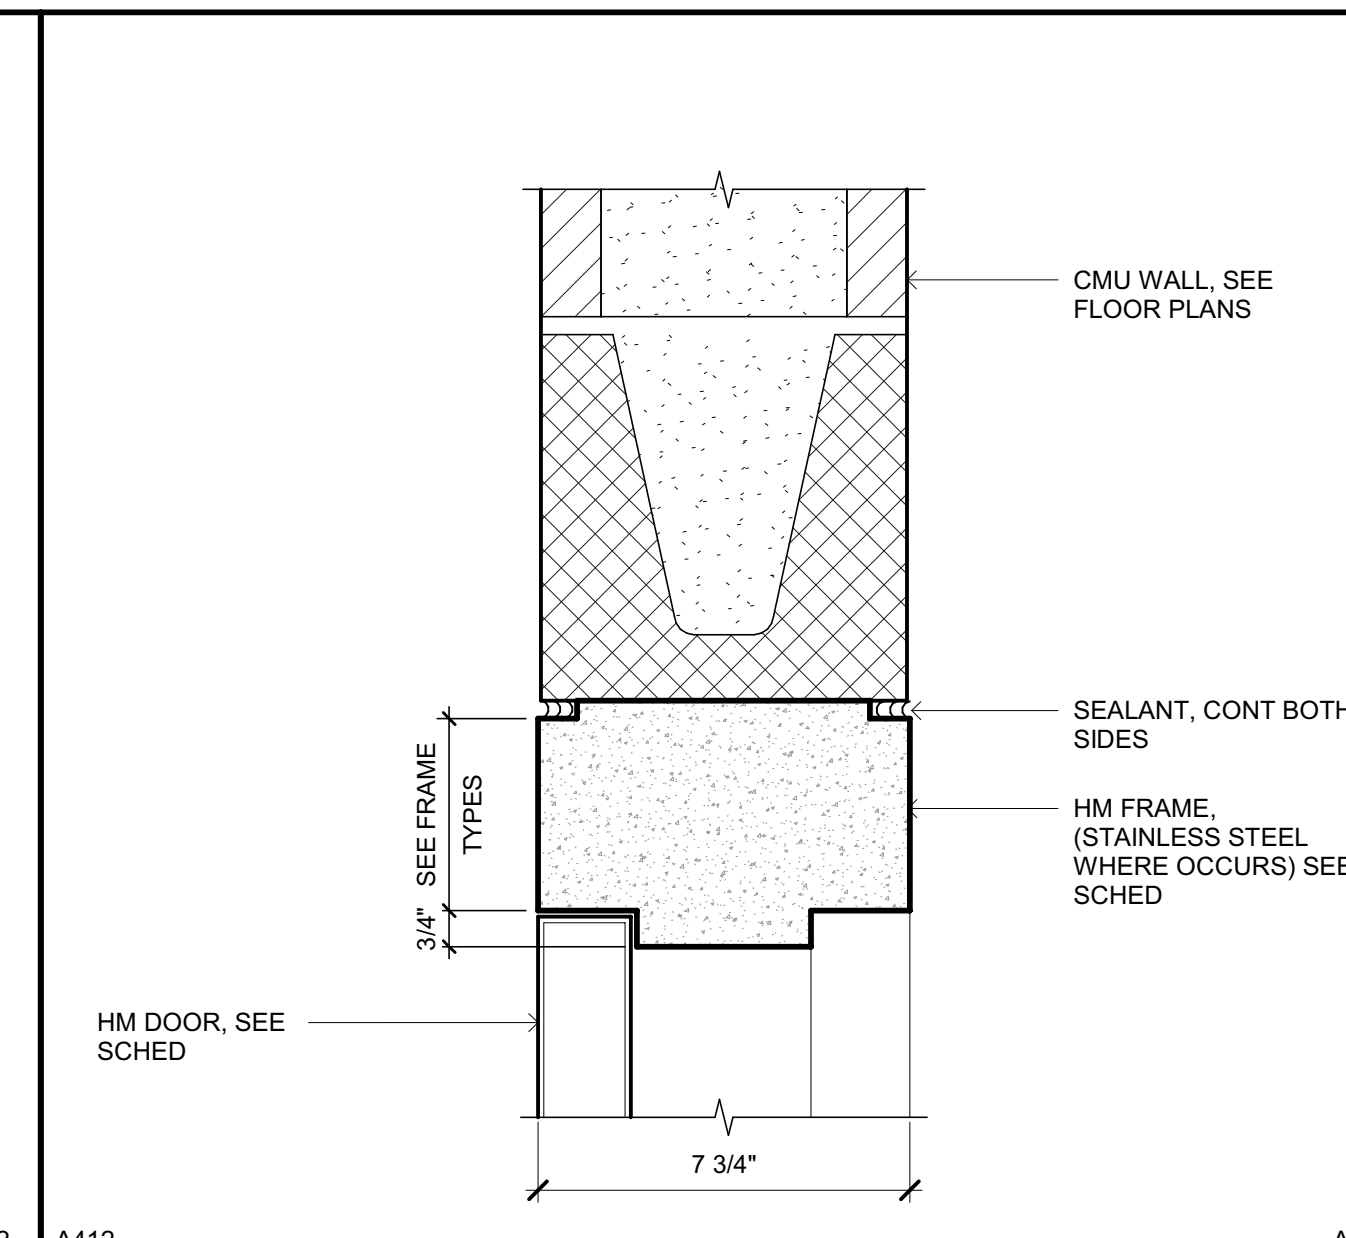 CMU WALL, SEE
FLOOR PLANS
SEALANT, CONT BOTH
SIDES
HM FRAME,
(STAINLESS STEEL
WHERE OCCURS) SEE
SCHED
SEE FRAME
TYPES
3/4"
HM DOOR, SEE
SCHED
7 3/4"